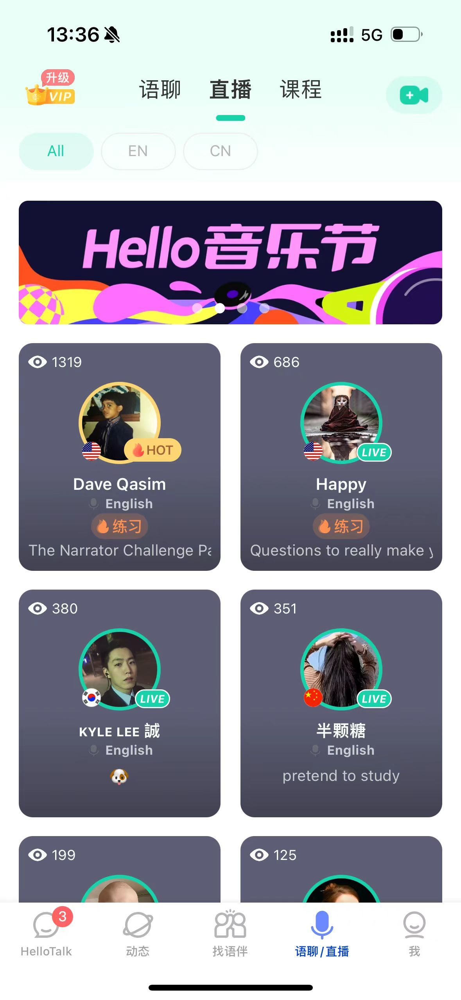 13:36
5G
升级
VIP
语聊
直播
课程
All
EN
CN
Hello音乐节
1319
HOT
Dave Qasim
English
练习
The Narrator Challenge Pa
686
LIVE
Happy
English
练习
Questions to really make y
380
LIVE
KYLE LEE 誠
English
351
LIVE
半颗糖
English
pretend to study
199
125
3
HelloTalk
动态
找语伴
语聊/直播
我